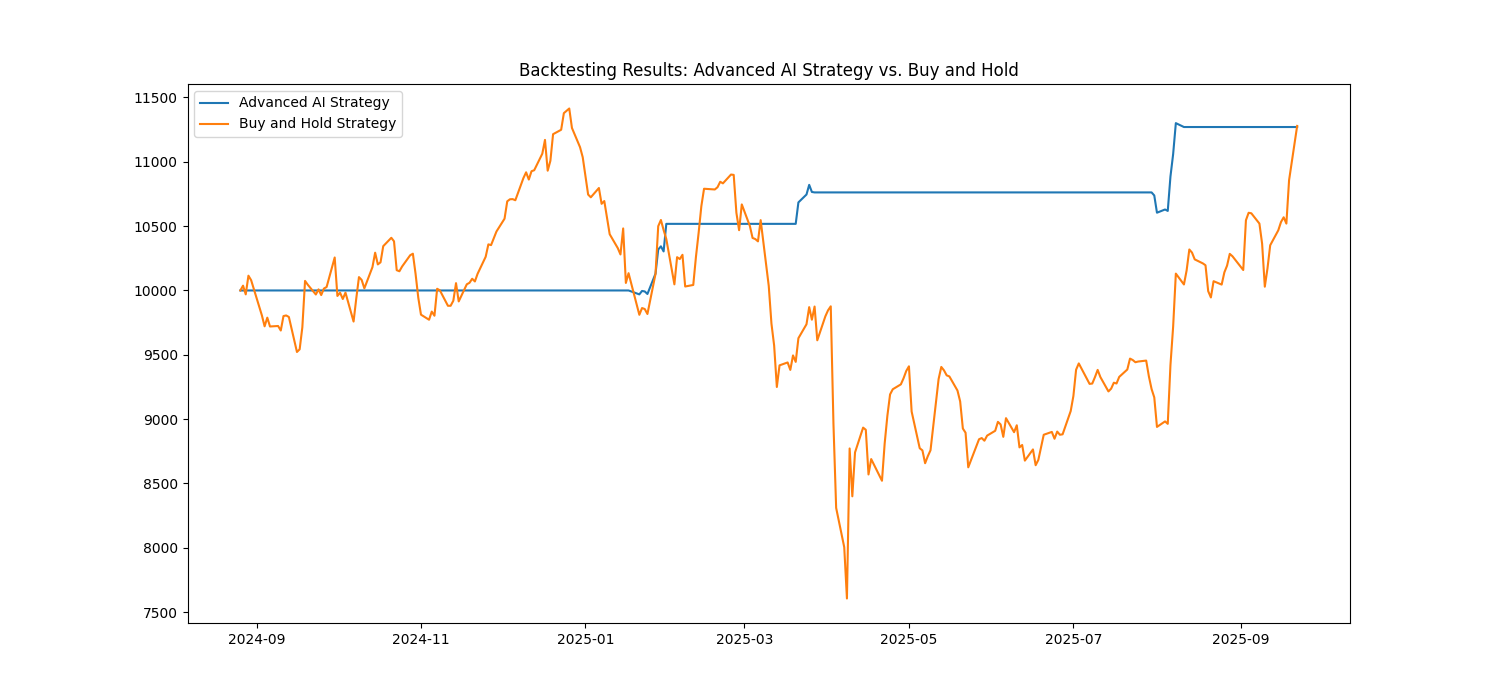 Backtesting Results: Advanced AI Strategy vs. Buy and Hold
Advanced AI Strategy
Buy and Hold Strategy
11500
11000
10500
10000
9500
9000
8500
8000
7500
2024-09 2024-11 2025-01 2025-03 2025-05 2025-07 2025-09